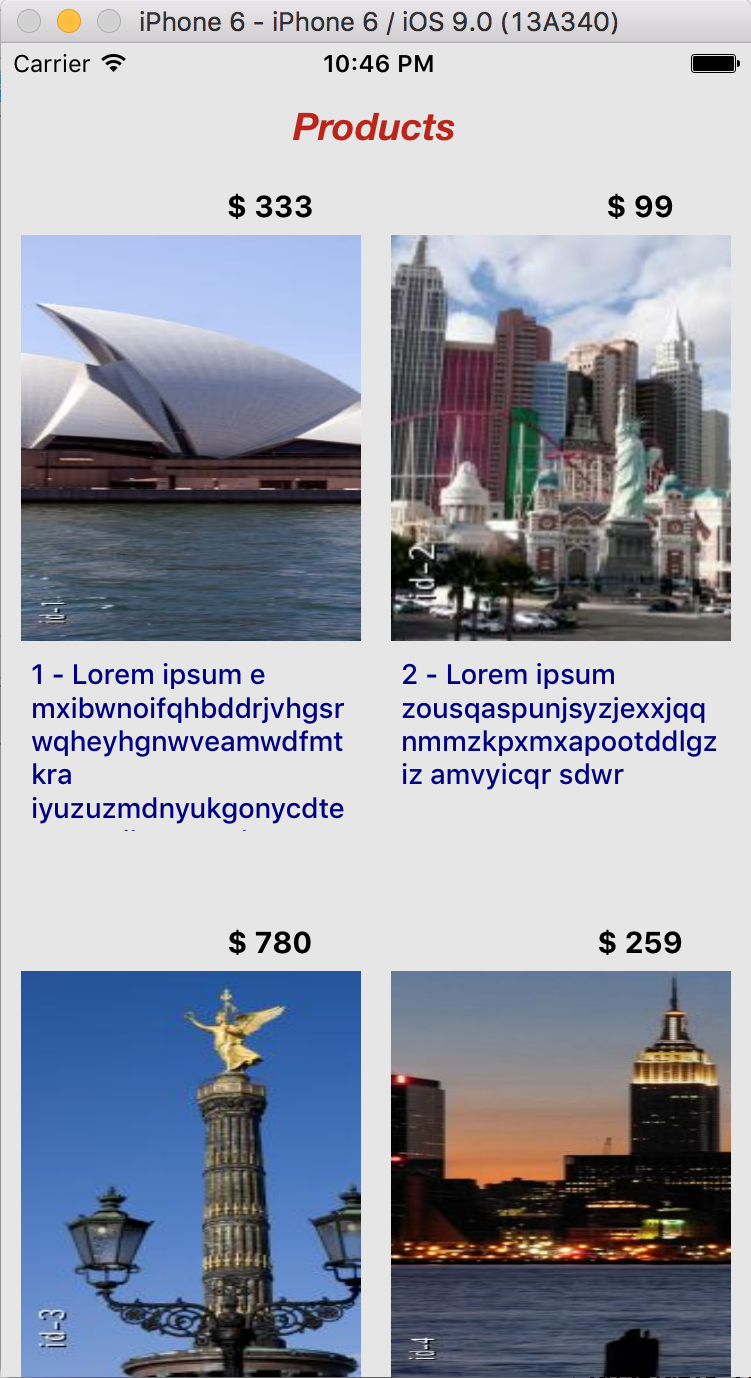 iPhone 6 - iPhone 6 / iOS 9.0 (13A340)
Carrier
10:46 PM
Products
$ 333
$ 99
id-1
id-2
1 - Lorem ipsum e
mxibwnoifqhbddrjvhgsr
wqheyhgnwveamwdfmt
kra
iyuzuzmdnyukgonycdte
2 - Lorem ipsum
zousqaspunjsyzjexxjqq
nmmzkpxmxapootddlgz
iz amvyicqr sdwr
$ 780
$ 259
id-3
id-4